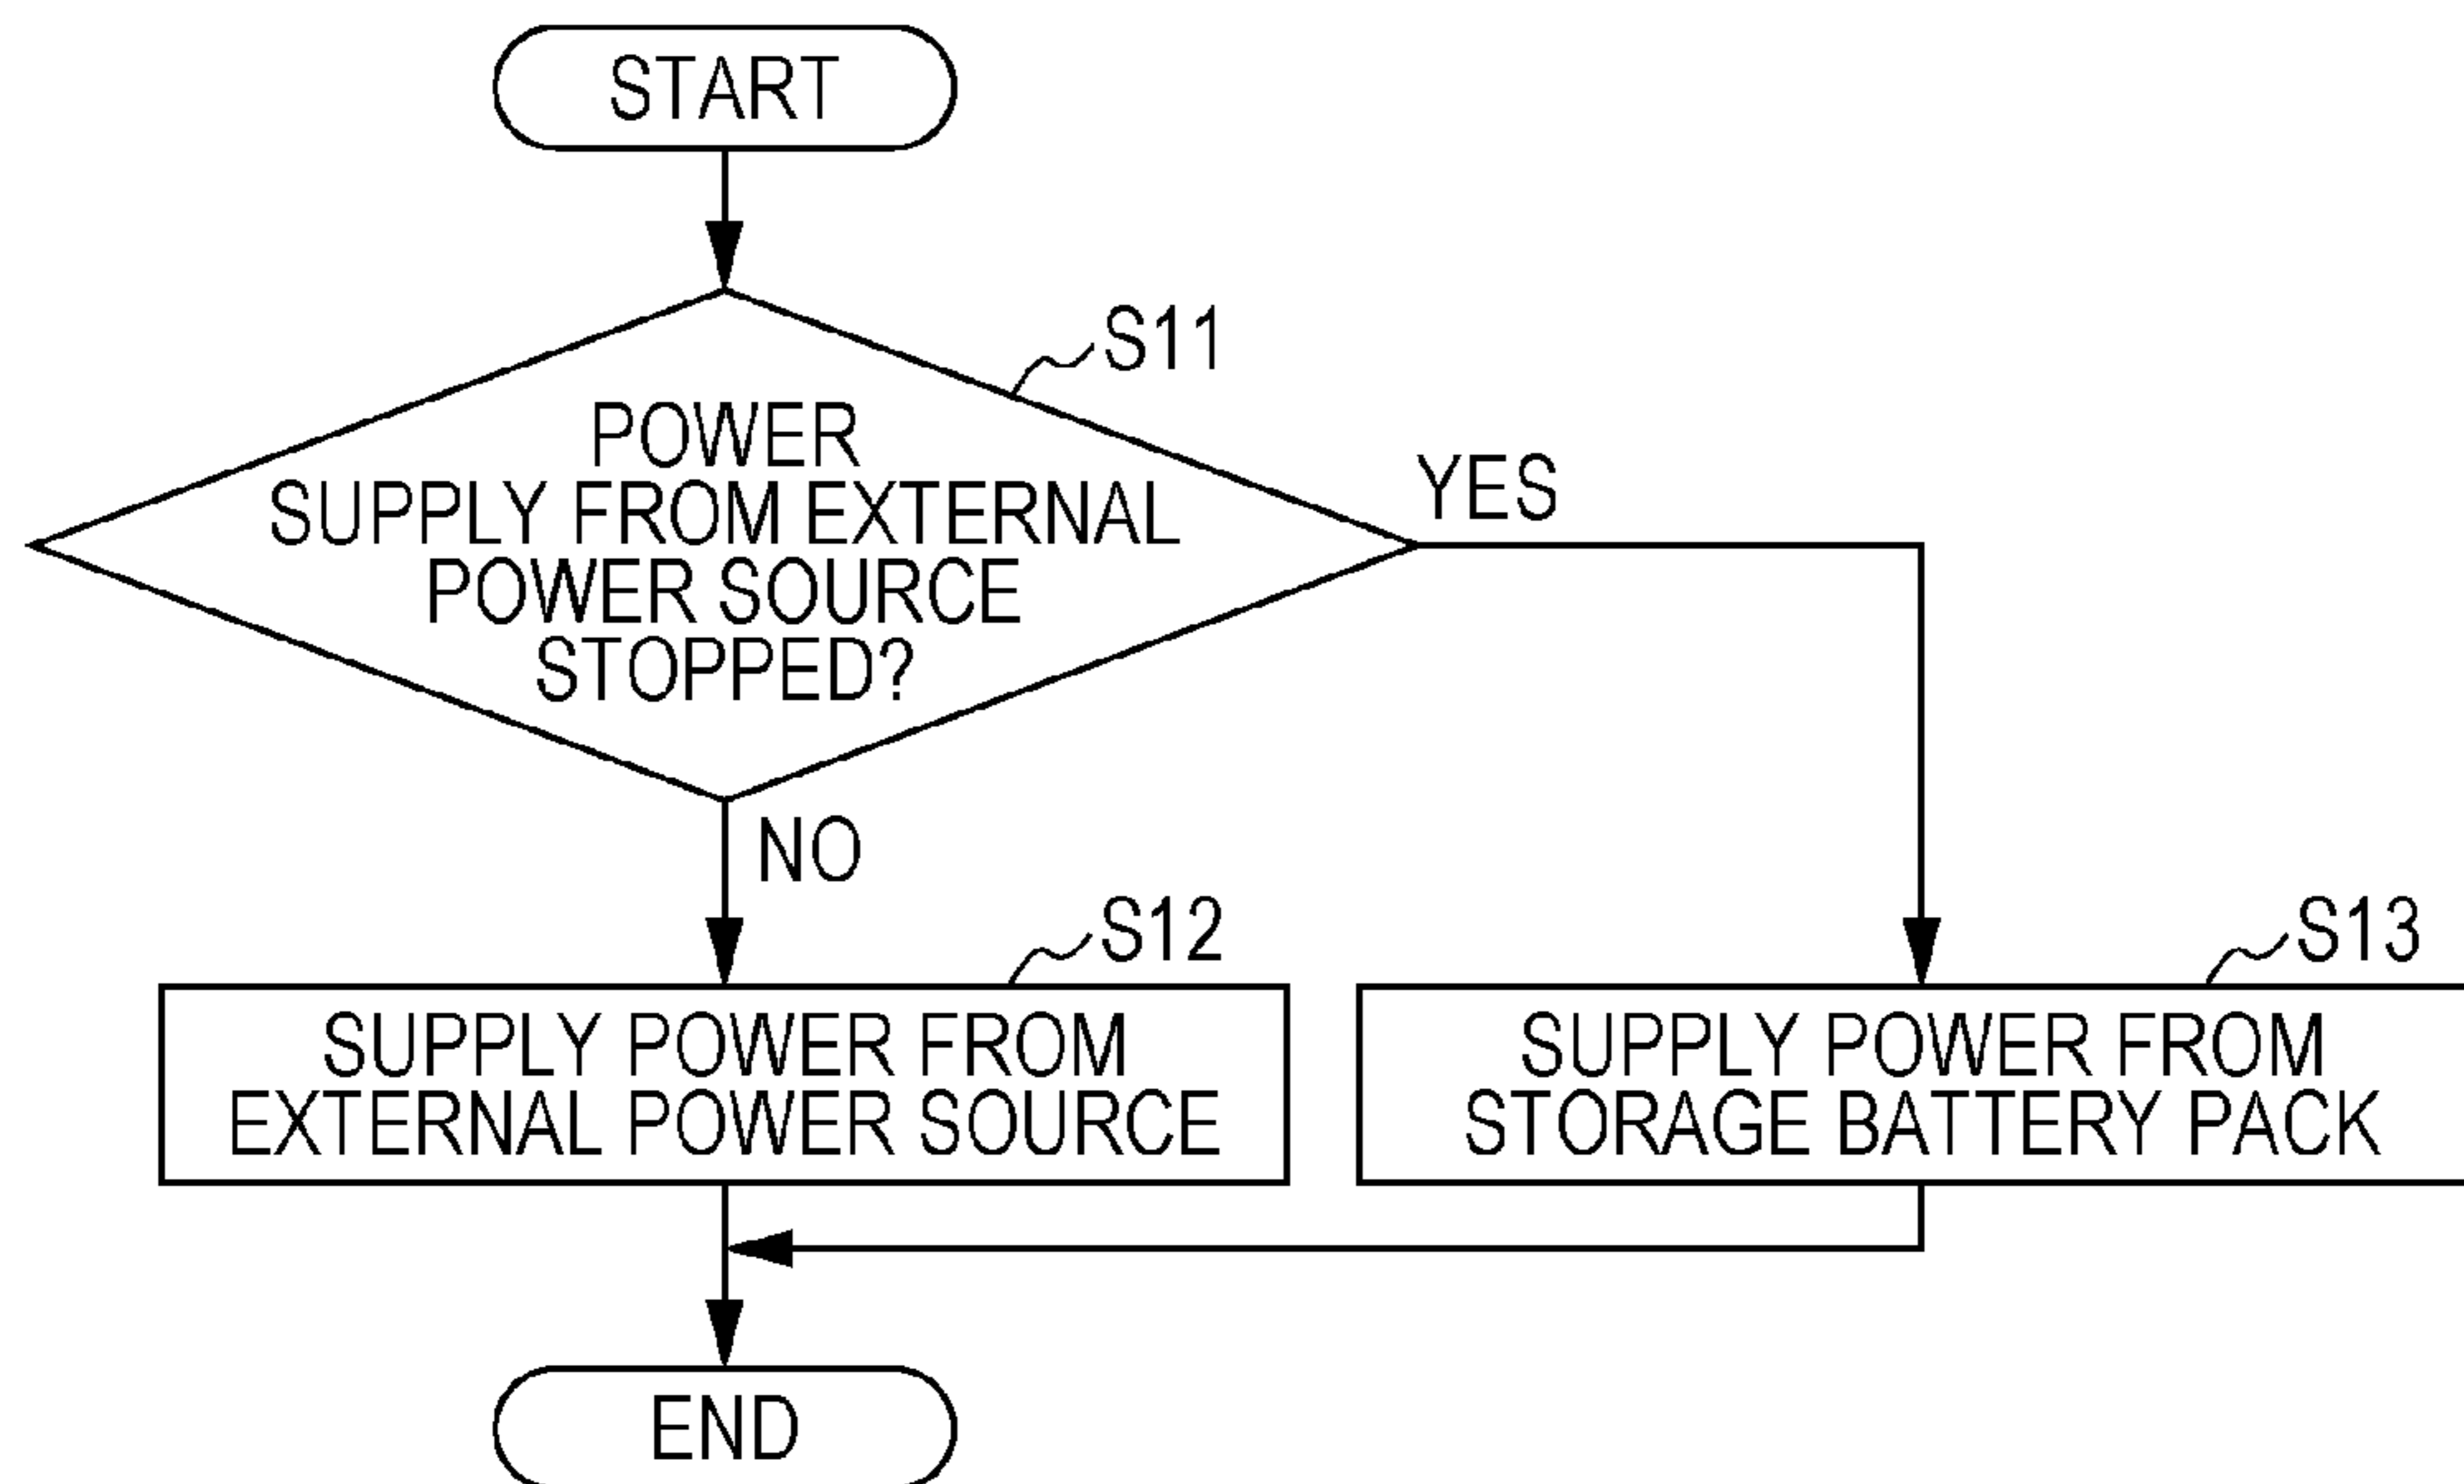 START
S11
POWER
SUPPLY FROM EXTERNAL
POWER SOURCE
STOPPED?
YES
NO
S12
SUPPLY POWER FROM
EXTERNAL POWER SOURCE
S13
SUPPLY POWER FROM
STORAGE BATTERY PACK
END